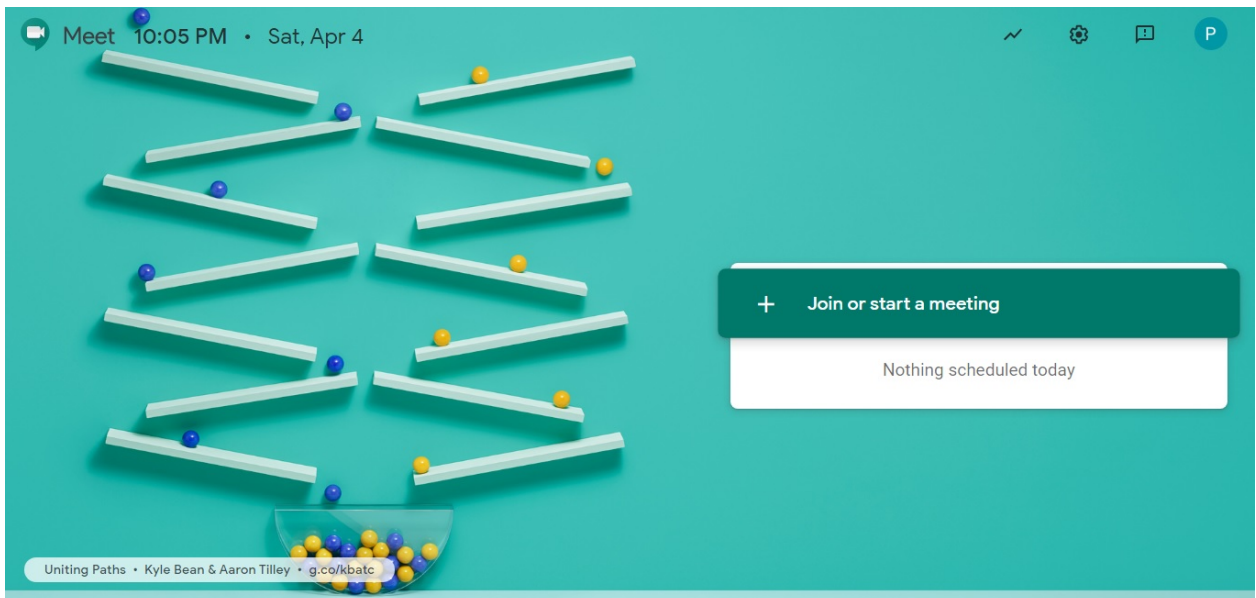 Meet 10:05 PM • Sat, Apr 4
P
Join or start a meeting
Nothing scheduled today
Uniting Paths • Kyle Bean & Aaron Tilley • g.co/kbatc